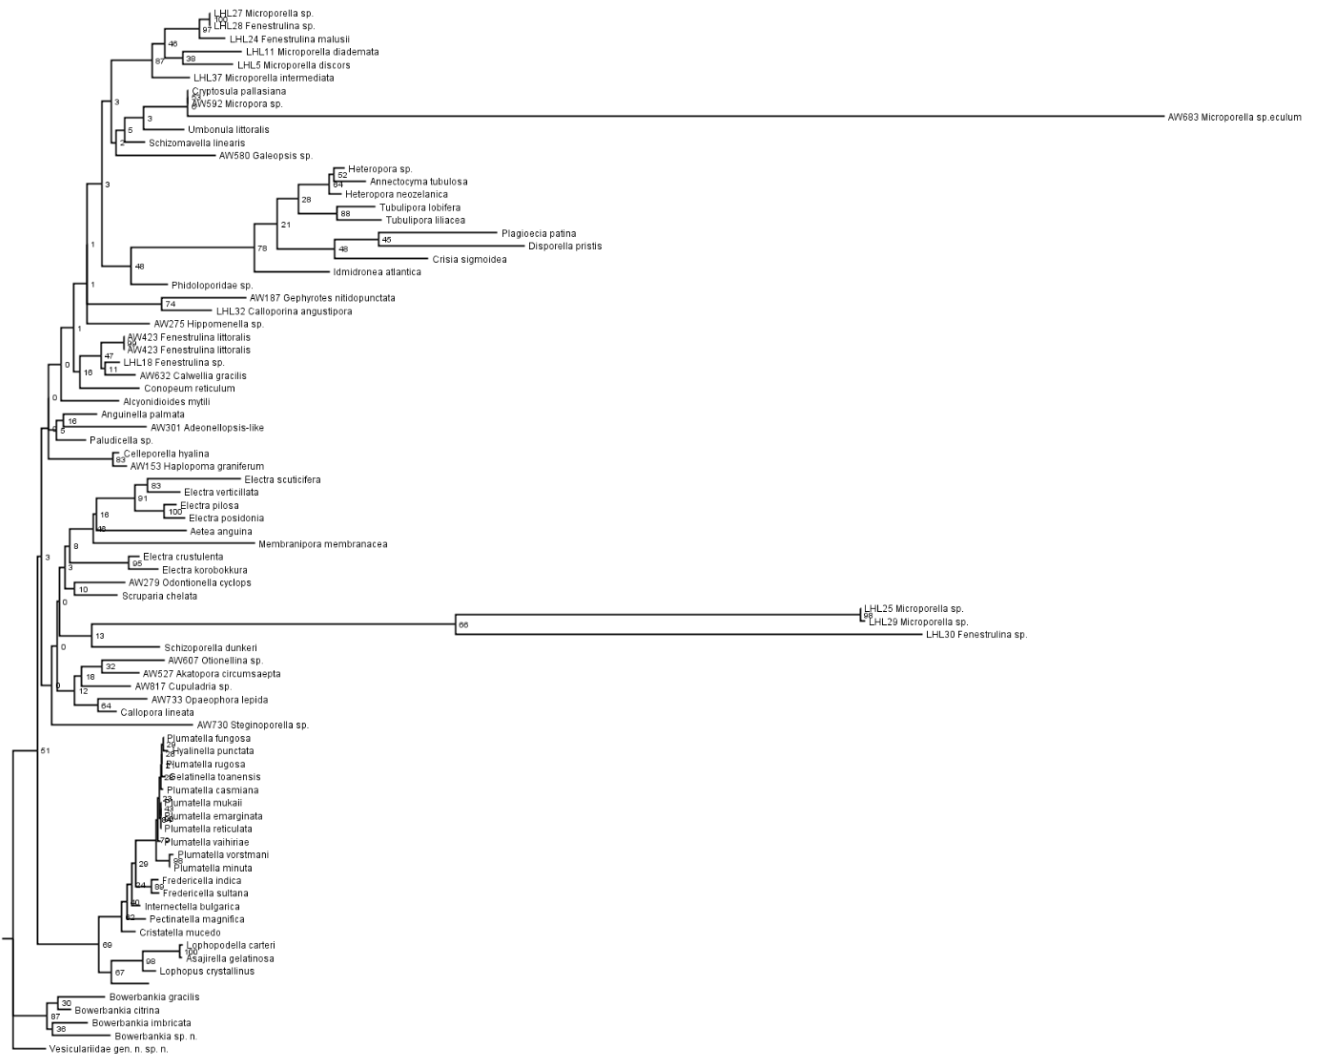 LHL27 Microporella sp.
100
LHL28 Fenestrulina sp.
97
LHL24 Fenestrulina malusii
46
LHL11 Microporella diademata
38
LHL5 Microporella discors
87
LHL37 Microporella intermediata
Cryptosula pallasiana
AW592 Micropora sp.
3
3
AW683 Microporella sp.eculum
5
Umbonula littoralis
2
Schizomavella linearis
AW580 Galeopsis sp.
Heteropora sp.
52
Annectocyma tubulosa
3
84
Heteropora neozelanica
28
Tubulipora lobifera
88
Tubulipora liliacea
21
Plagioecia patina
45
1
78
48
Disporella pristis
Crisia sigmoidea
48
Idmidronea atlantica
1
Phidoloporidae sp.
AW187 Gephyrotes nitidopunctata
74
LHL32 Calloporina angustipora
AW275 Hippomenella sp.
1
AW423 Fenestrulina littoralis
AW423 Fenestrulina littoralis
47
0
LHL18 Fenestrulina sp.
16
11
AW632 Calwellia gracilis
Conopeum reticulum
0
Alcyonidioides mytili
Anguinella palmata
16
5
AW301 Adeonellopsis-like
Paludicella sp.
Celleporella hyalina
83
AW153 Haplopoma graniferum
Electra scuticifera
83
Electra verticillata
91
Electra pilosa
100
16
Electra posidonia
46
Aetea anguina
8
Membranipora membranacea
3
Electra crustulenta
95
3
Electra korobokkura
10
AW279 Odontionella cyclops
0
Scruparia chelata
LHL25 Microporella sp.
98
LHL29 Microporella sp.
66
13
LHL30 Fenestrulina sp.
0
Schizoporella dunkeri
AW607 Otionellina sp.
32
18
AW527 Akatopora circumsaepta
0
12
AW817 Cupuladria sp.
AW733 Opaeophora lepida
64
Callopora lineata
AW730 Steginoporella sp.
Plumatella fungosa
51
Hyalinella punctata
Plumatella rugosa
Gelatinella toanensis
Plumatella casmiana
Plumatella mukaii
Plumatella emarginata
Plumatella reticulata
Plumatella vaihiriae
Plumatella vorstmani
98
29
Plumatella minuta
Fredericella indica
24
89
Fredericella sultana
Internectella bulgarica
Pectinatella magnifica
62
Cristatella mucedo
69
Lophopodella carteri
100
98
Asajirella gelatinosa
67
Lophopus crystallinus
Bowerbankia gracilis
30
Bowerbankia citrina
87
Bowerbankia imbricata
36
Bowerbankia sp. n.
Vesiculariidae gen. n. sp. n.